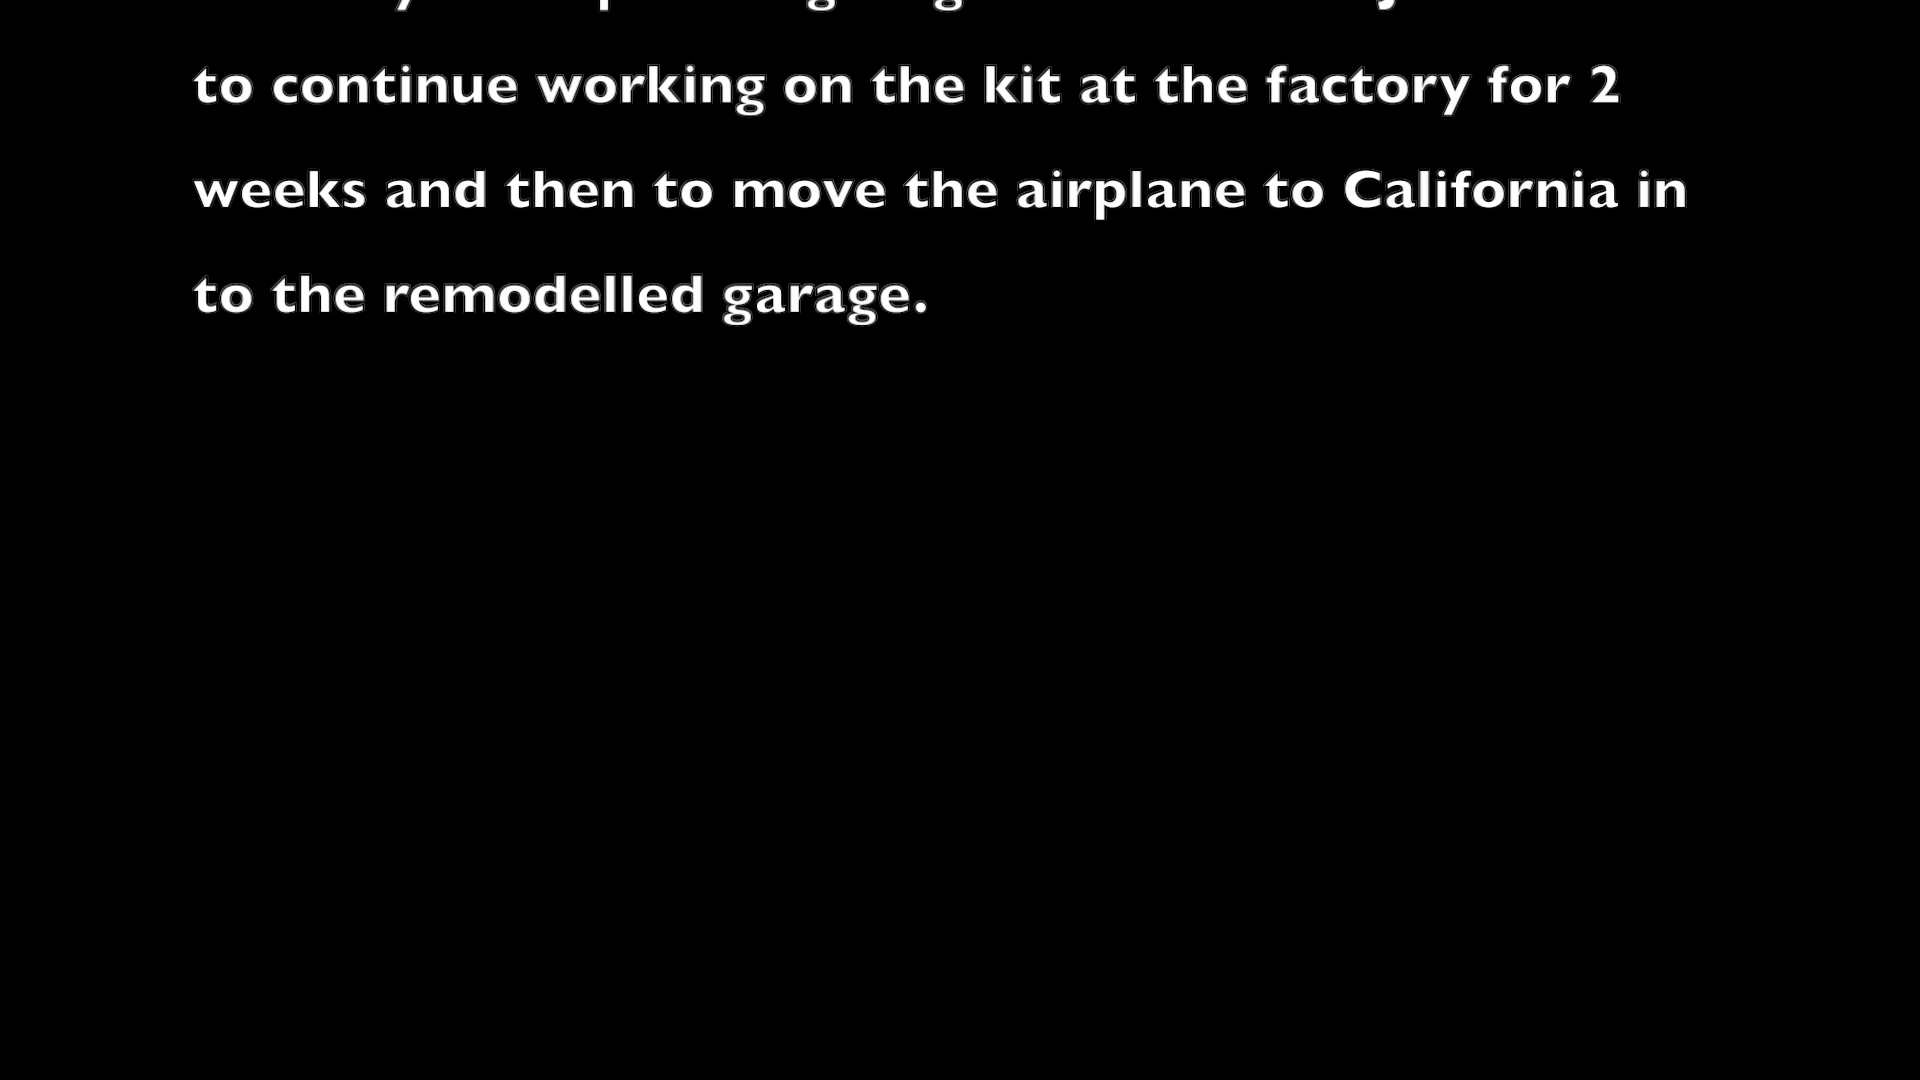 to continue working on the kit at the factory for 2
weeks and then to move the airplane to California in
to the remodelled garage.